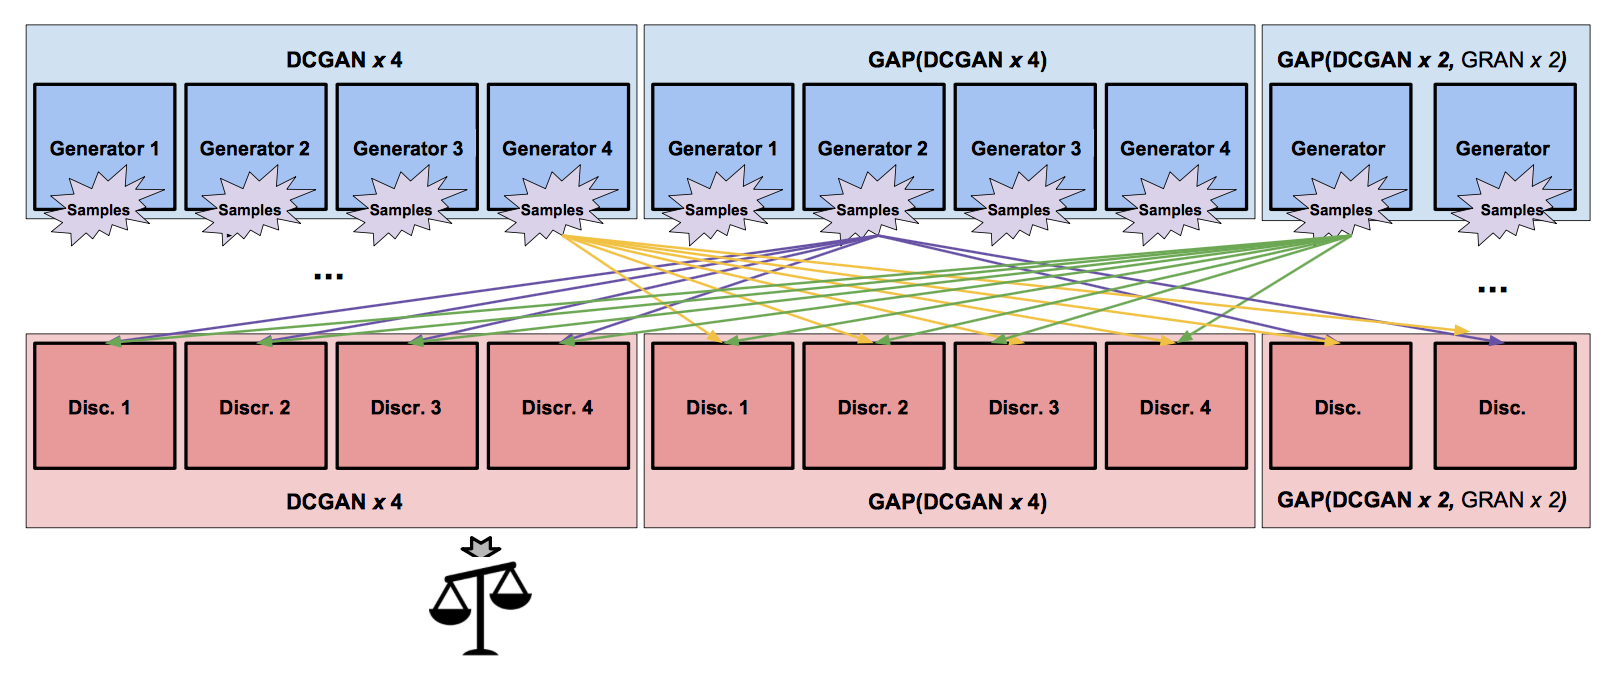 DCGAN x 4
GAP(DCGAN x 4)
GAP(DCGAN x 2, GRAN x 2)
Generator 1
Generator 2
Generator 3
Generator 4
Generator 1
Generator 2
Generator 3
Generator 4
Generator
Generator
Samples
Samples
Samples
Samples
Samples
Samples
Samples
Samples
Samples
Samples
...
...
Disc. 1
Discr. 2
Discr. 3
Discr. 4
Disc. 1
Discr. 2
Discr. 3
Discr. 4
Disc.
Disc.
DCGAN x 4
GAP(DCGAN x 4)
GAP(DCGAN x 2, GRAN x 2)